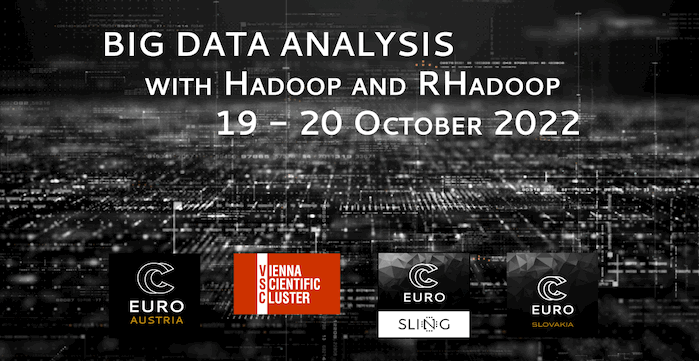 BIG DATA ANALYSIS
WITH HADOOP AND RHADOOP
19 – 20 OCTOBER 2022
EURO
AUSTRIA
VIENNA
SCIENTIFIC
CLUSTER
EURO
SLING
EURO
SLOVAKIA